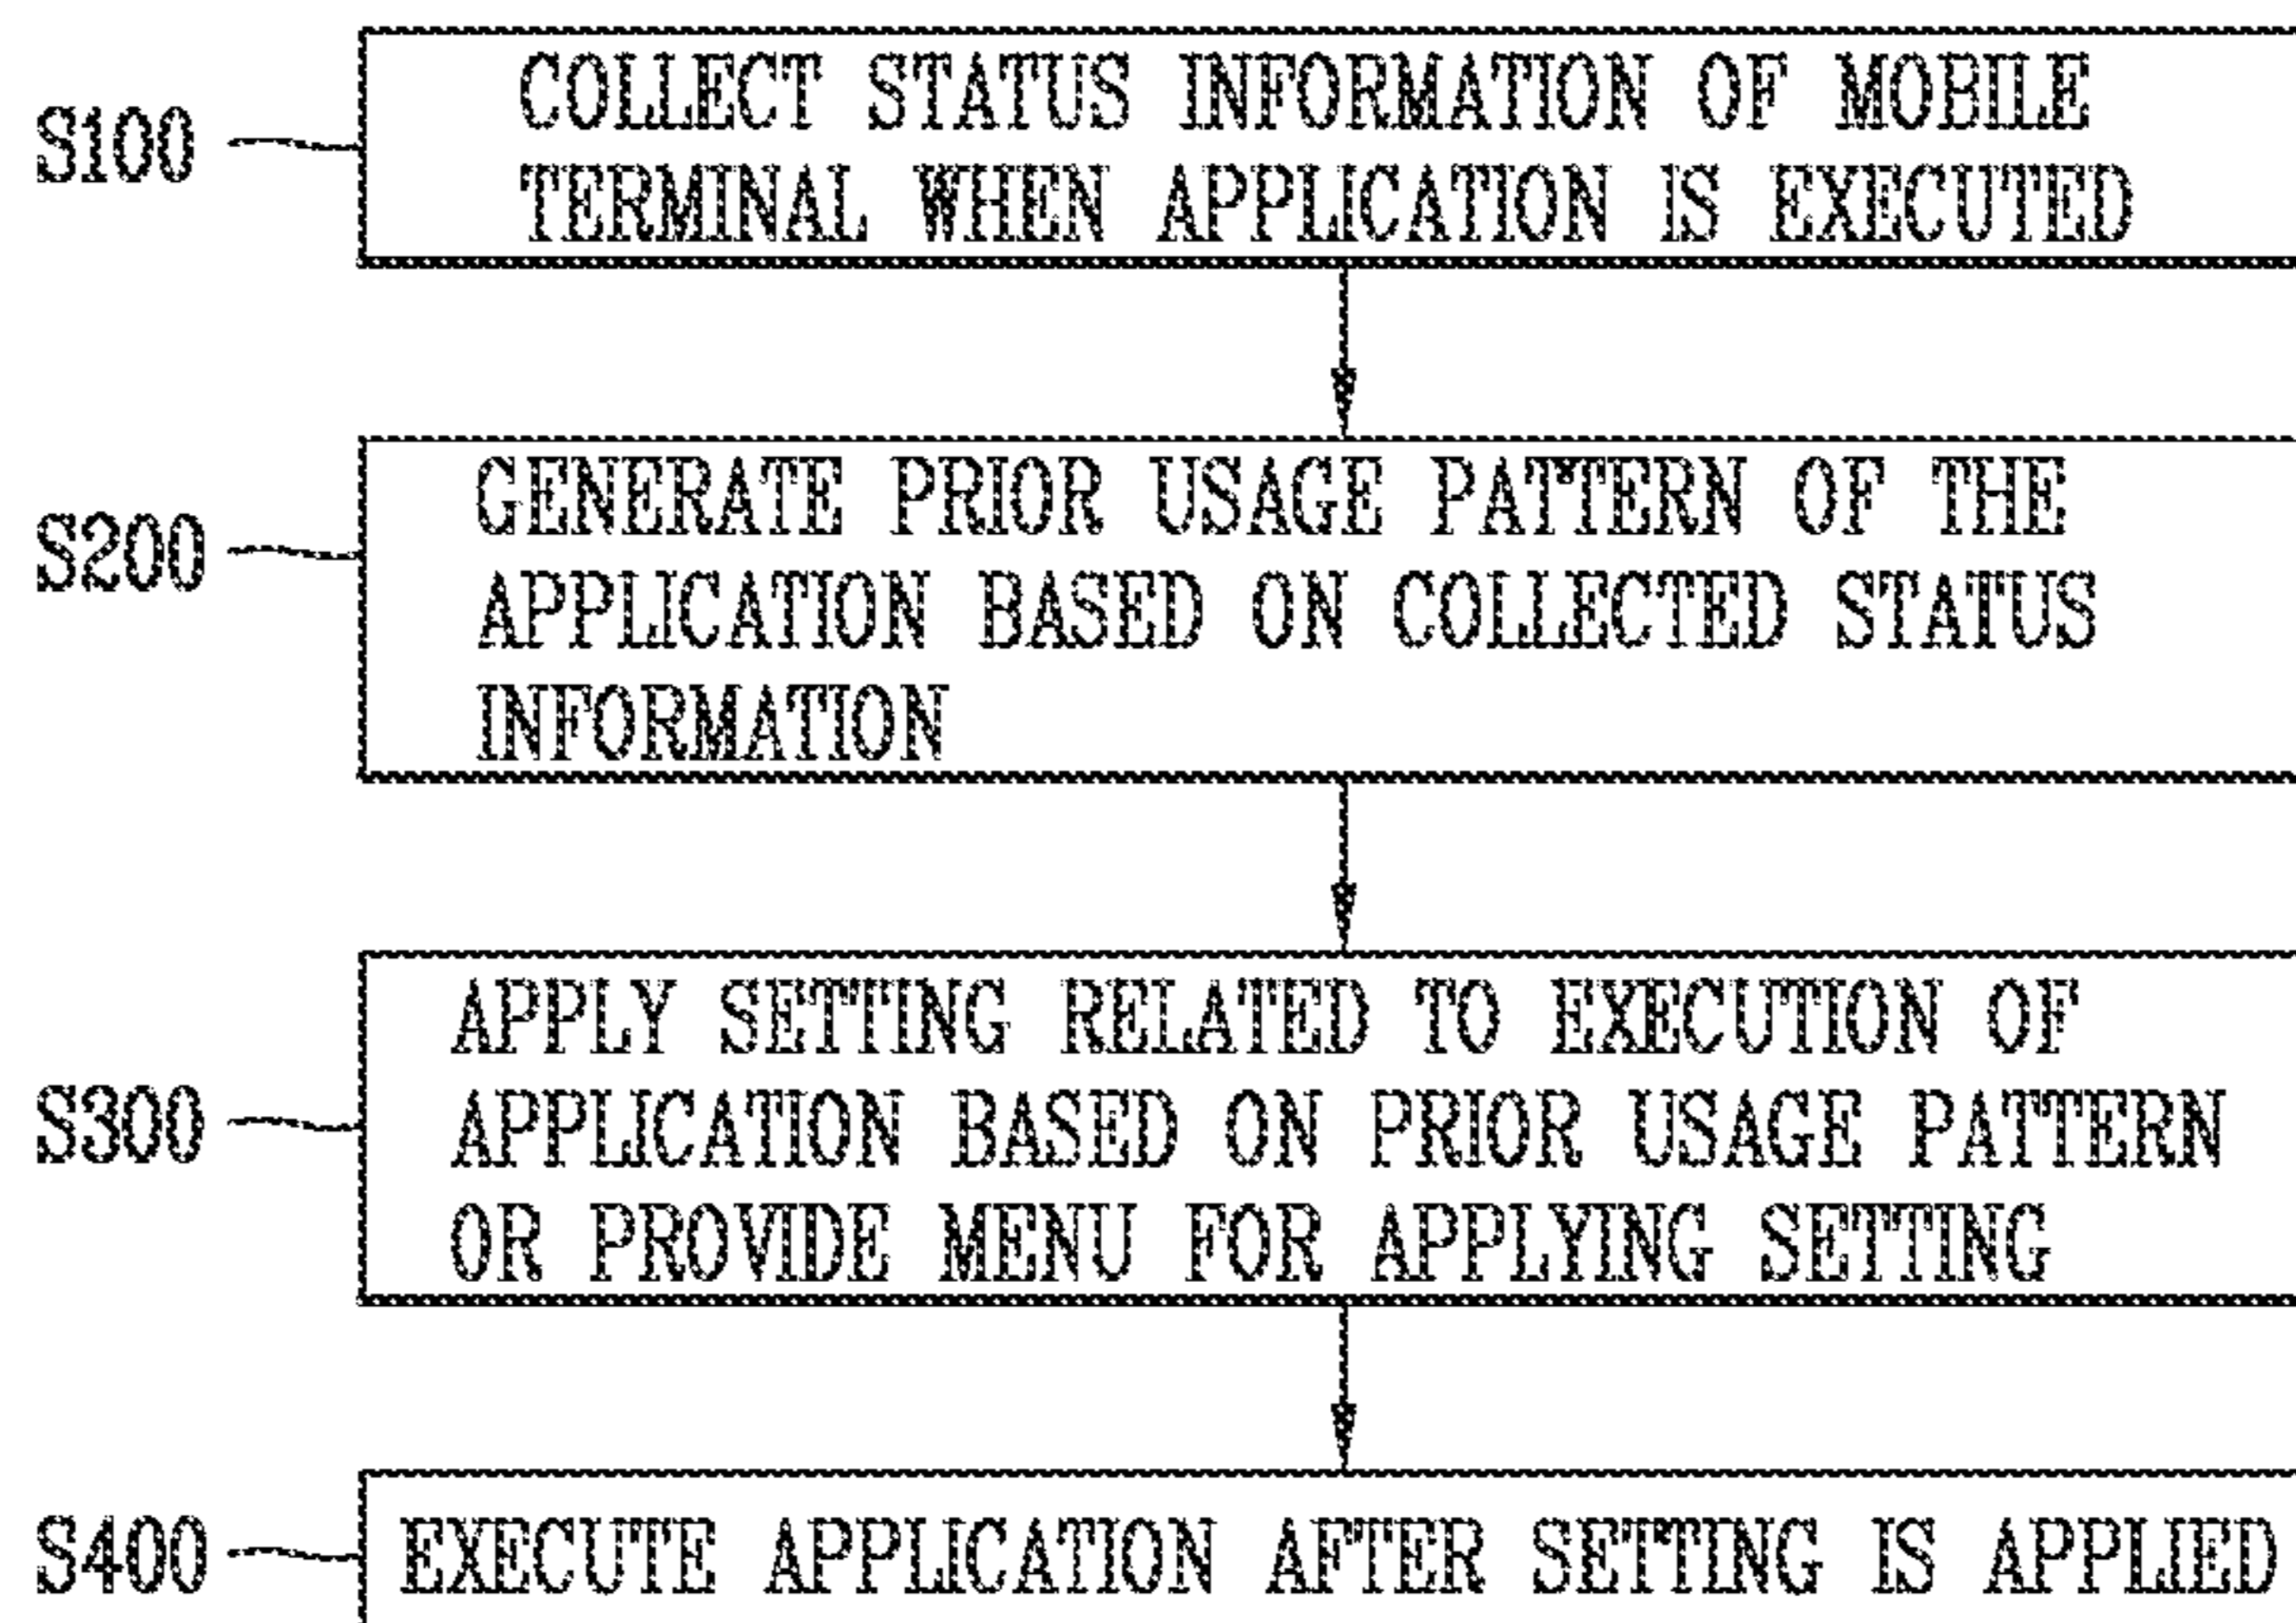 S100
COLLECT STATUS INFORMATION OF MOBILE
TERMINAL WHEN APPLICATION IS EXECUTED
S200
GENERATE PRIOR USAGE PATTERN OF THE
APPLICATION BASED ON COLLECTED STATUS
INFORMATION
S300
APPLY SETTING RELATED TO EXECUTION OF
APPLICATION BASED ON PRIOR USAGE PATTERN
OR PROVIDE MENU FOR APPLYING SETTING
S400
EXECUTE APPLICATION AFTER SETTING IS APPLIED